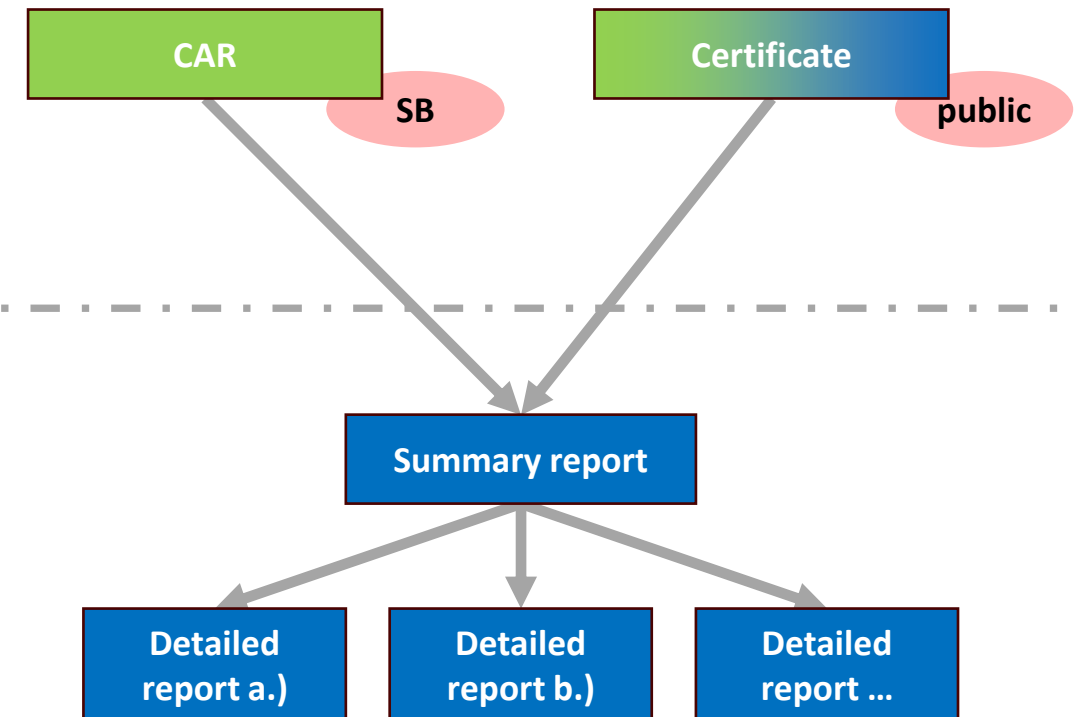 CAR
Certificate
SB
public
Summary report
Detailed
report a.)
Detailed
report b.)
Detailed
report …